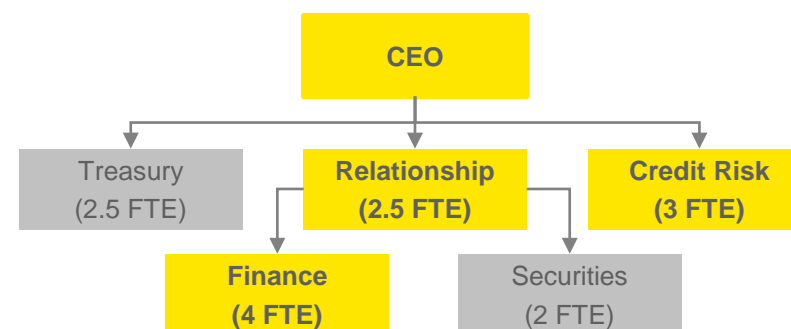 CEO
Treasury
(2.5 FTE)
Relationship
(2.5 FTE)
Credit Risk
(3 FTE)
Finance
(4 FTE)
Securities
(2 FTE)